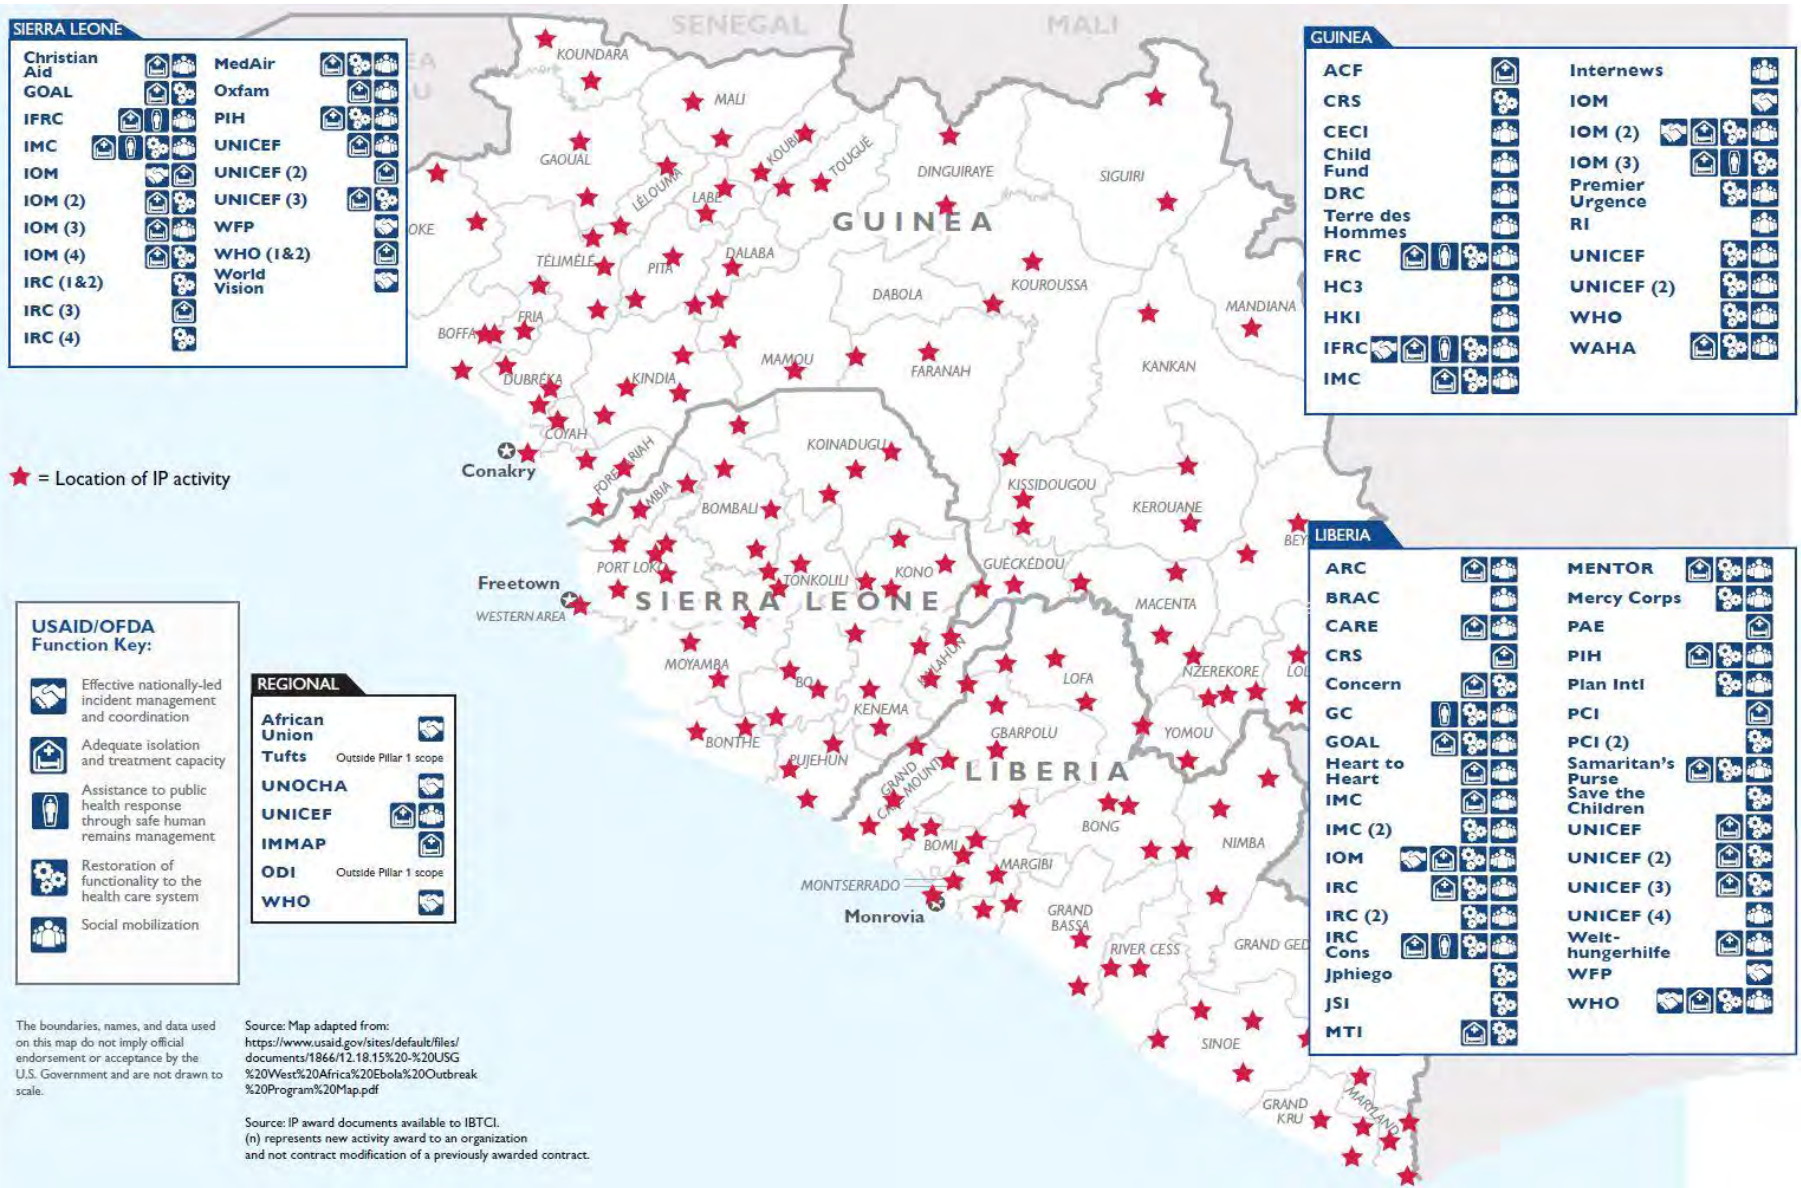 SIERRA LEONE
Christian
Aid
GOAL
IFRC
IMC
IOM
IOM (2)
IOM (3)
IOM (4)
IRC (1&2)
IRC (3)
IRC (4)
MedAir
Oxfam
PIH
UNICEF
UNICEF (2)
UNICEF (3)
WFP
WHO (1&2)
World
Vision
= Location of IP activity
USAID/OFDA
Function Key:
Effective nationally-led
incident management
and coordination
Adequate isolation
and treatment capacity
Assistance to public
health response
through safe human
remains management
Restoration of
functionality to the
health care system
Social mobilization
REGIONAL
African
Union
Tufts Outside Pillar 1 scope
UNOCHA
UNICEF
IMMAP
ODI Outside Pillar 1 scope
WHO
The boundaries, names, and data used
on this map do not imply official
endorsement or acceptance by the
U.S. Government and are not drawn to
scale.
Source: Map adapted from:
https://www.usaid.gov/sites/default/files/
documents/1866/12.18.15%20-%20USG
%20West%20Africa%20Ebola%20Outbreak
%20Program%20Map.pdf
Source: IP award documents available to IBTCI.
(n) represents new activity award to an organization
and not contract modification of a previously awarded contract.
SENEGAL
MALI
KOUNDARA
MALI
GAOUAL
KOUBI
TOUGUÉ
LÉLOUMA
LABÉ
DINGUIRAYE
SIGUIRI
GUINEA
OKE
TÉLIMÉLÉ
PITA
DALABA
DABOLA
KOUROUSSA
MANDIANA
FRIA
BOFFA
DUBRÉKA
KINDIA
MAMOU
FARANAH
KANKAN
COYAH
Conakry
FORECARIAH
KOINADUGU
MBIA
BOMBALI
KISSIDOUGOU
KEROUANE
BEY
PORT LOKO
TONKOLILI
KONO
GUÉCKÉDOU
Freetown
WESTERN AREA
SIERRA LEONE
MACENTA
MOYAMBA
BO
KENEMA
LOFA
NZEREKORE
LOL
BONTHE
PUJEHUN
GBARPOLU
YOMOU
GRAND
CAPE MOUNT
LIBERIA
BONG
BOMI
NIMBA
MARGIBI
MONTSERRADO
Monrovia
GRAND
BASSA
RIVER CESS
GRAND GED
SINOE
GRAND
KRU
MARYLAND
GUINEA
ACF
CRS
CECI
Child
Fund
DRC
Terre des
Hommes
FRC
HC3
HKI
IFRC
IMC
Internews
IOM
IOM (2)
IOM (3)
Premier
Urgence
RI
UNICEF
UNICEF (2)
WHO
WAHA
LIBERIA
ARC
BRAC
CARE
CRS
Concern
GC
GOAL
Heart to
Heart
IMC
IMC (2)
IOM
IRC
IRC (2)
IRC
Cons
Jphiego
JSI
MTI
MENTOR
Mercy Corps
PAE
PIH
Plan Intl
PCI
PCI (2)
Samaritan's
Purse
Save the
Children
UNICEF
UNICEF (2)
UNICEF (3)
UNICEF (4)
Welt-
hungerhilfe
WFP
WHO